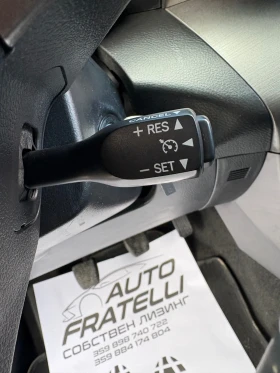 CANCEL
+ RES ▲
◀
− SET ▼
AUTO
FRATELLI
СОБСТВЕН ЛИЗИНГ
359 898 740 722
359 884 174 804